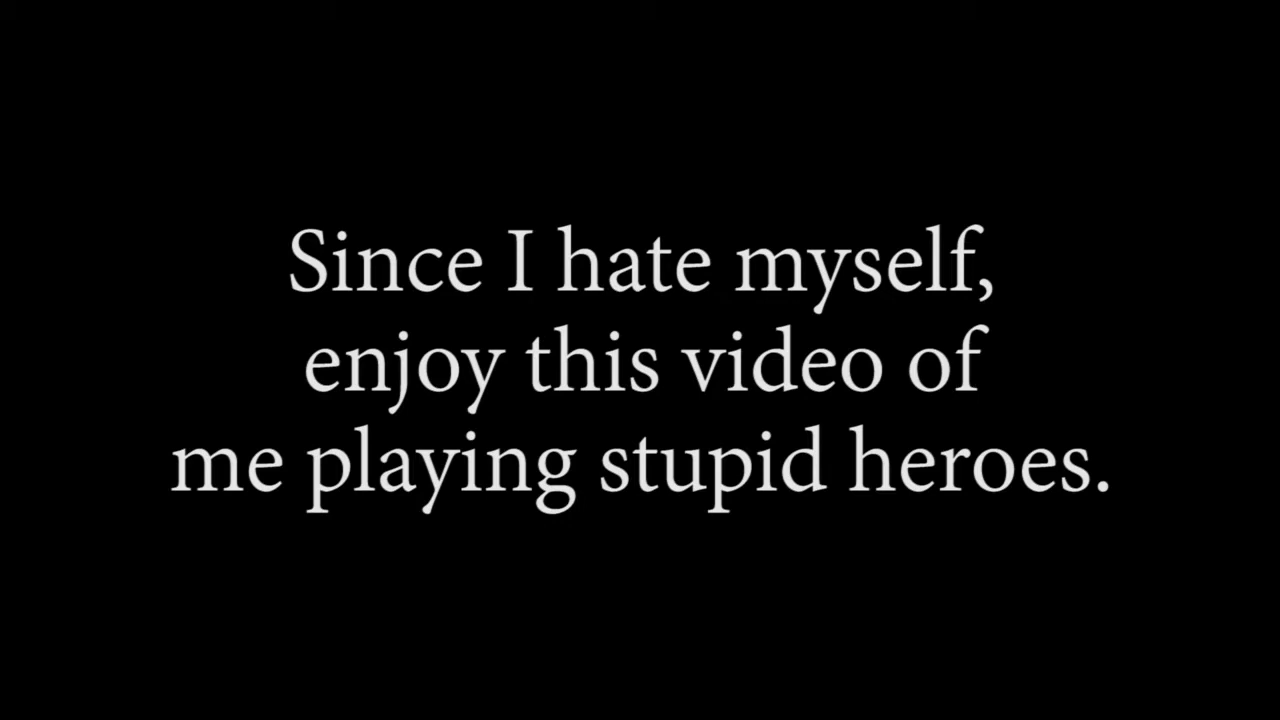 Since I hate myself,
enjoy this video of
me playing stupid heroes.